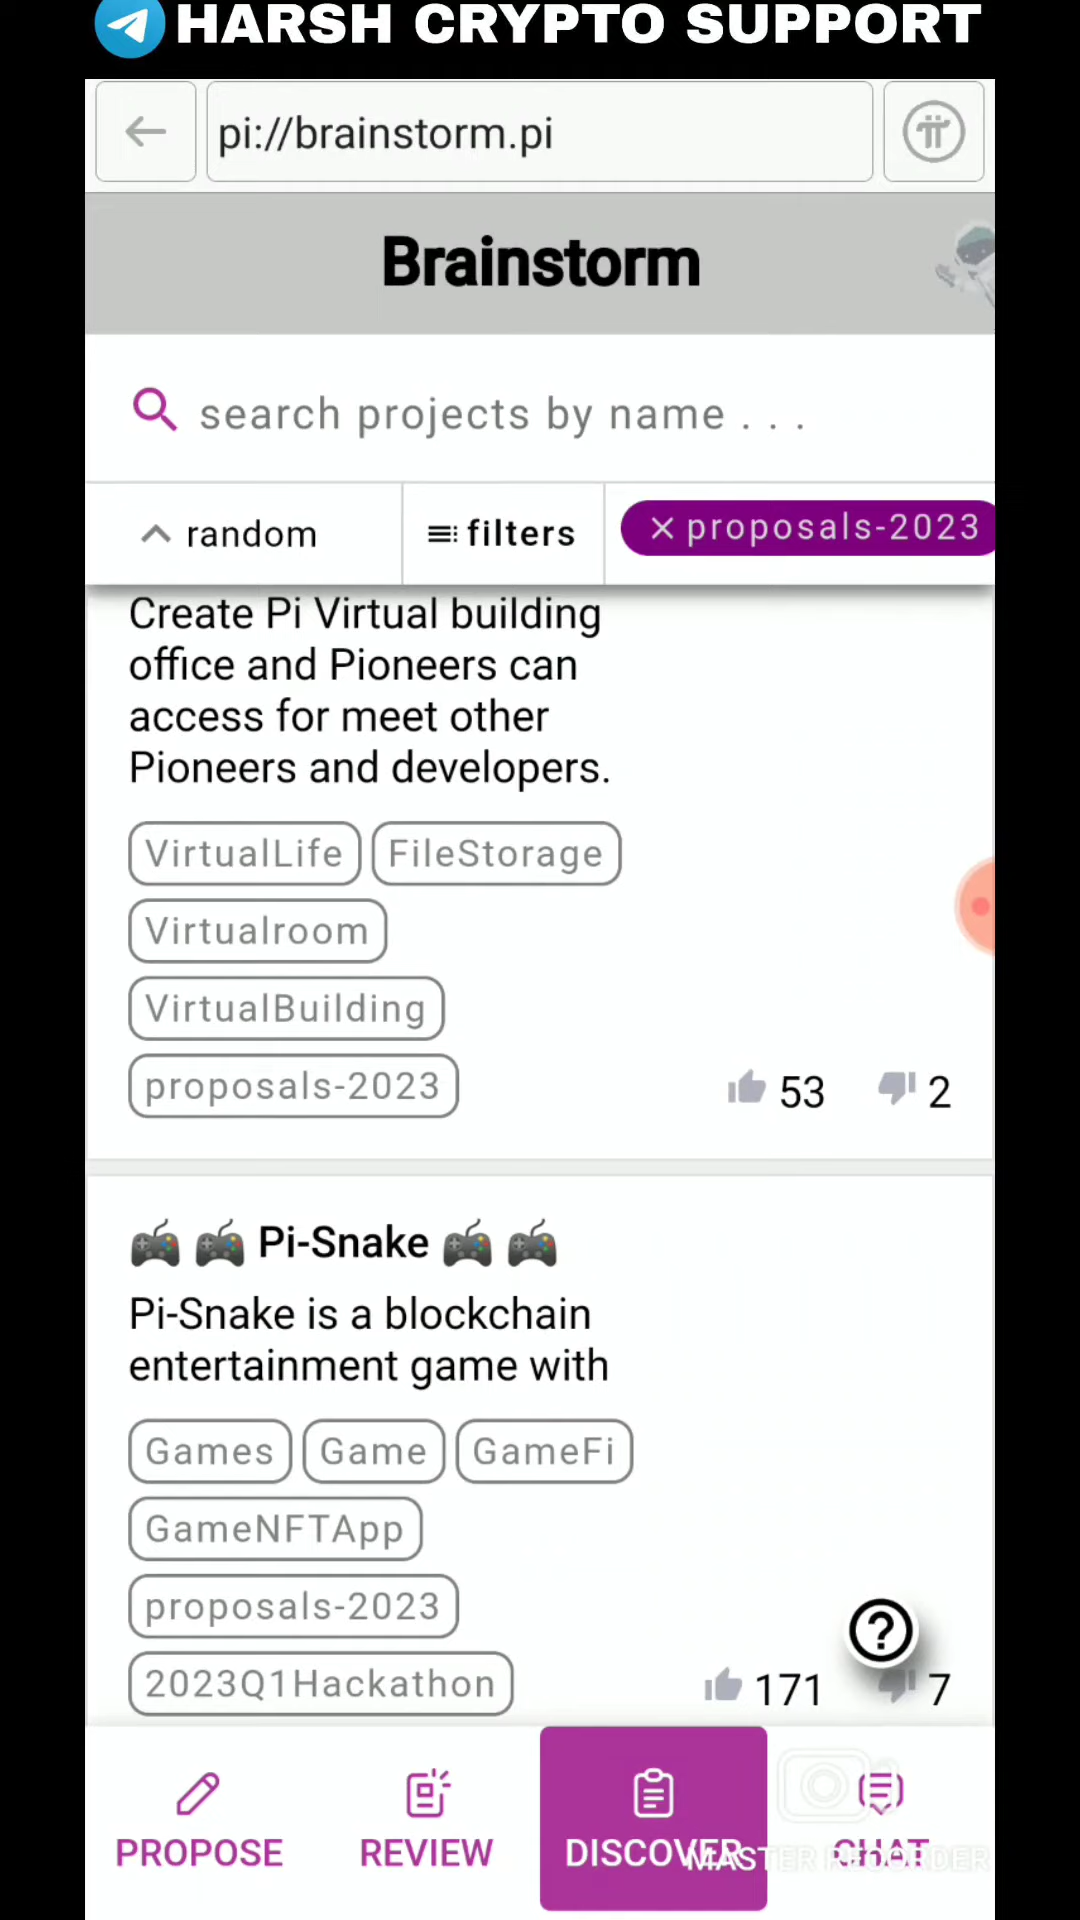 HARSH CRYPTO SUPPORT
pi://brainstorm.pi
Brainstorm
search projects by name . . .
random
filters
proposals-2023
Create Pi Virtual building
office and Pioneers can
access for meet other
Pioneers and developers.
VirtualLife FileStorage
Virtualroom
VirtualBuilding
proposals-2023
53 2
🎮 🎮 Pi-Snake 🎮 🎮
Pi-Snake is a blockchain
entertainment game with
Games Game GameFi
GameNFTApp
proposals-2023
2023Q1Hackathon
171 7
PROPOSE REVIEW DISCOVER CHAT
MASTER RECORDER